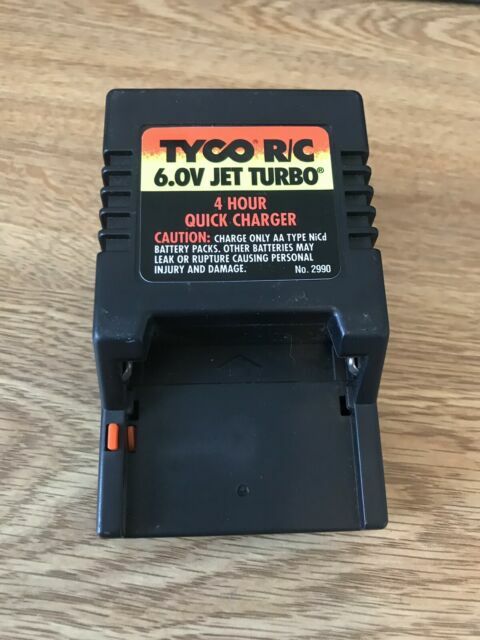 TYCO R/C
6.0V JET TURBO®
4 HOUR
QUICK CHARGER
CAUTION: CHARGE ONLY AA TYPE NiCd
BATTERY PACKS. OTHER BATTERIES MAY
LEAK OR RUPTURE CAUSING PERSONAL
INJURY AND DAMAGE. No. 2990